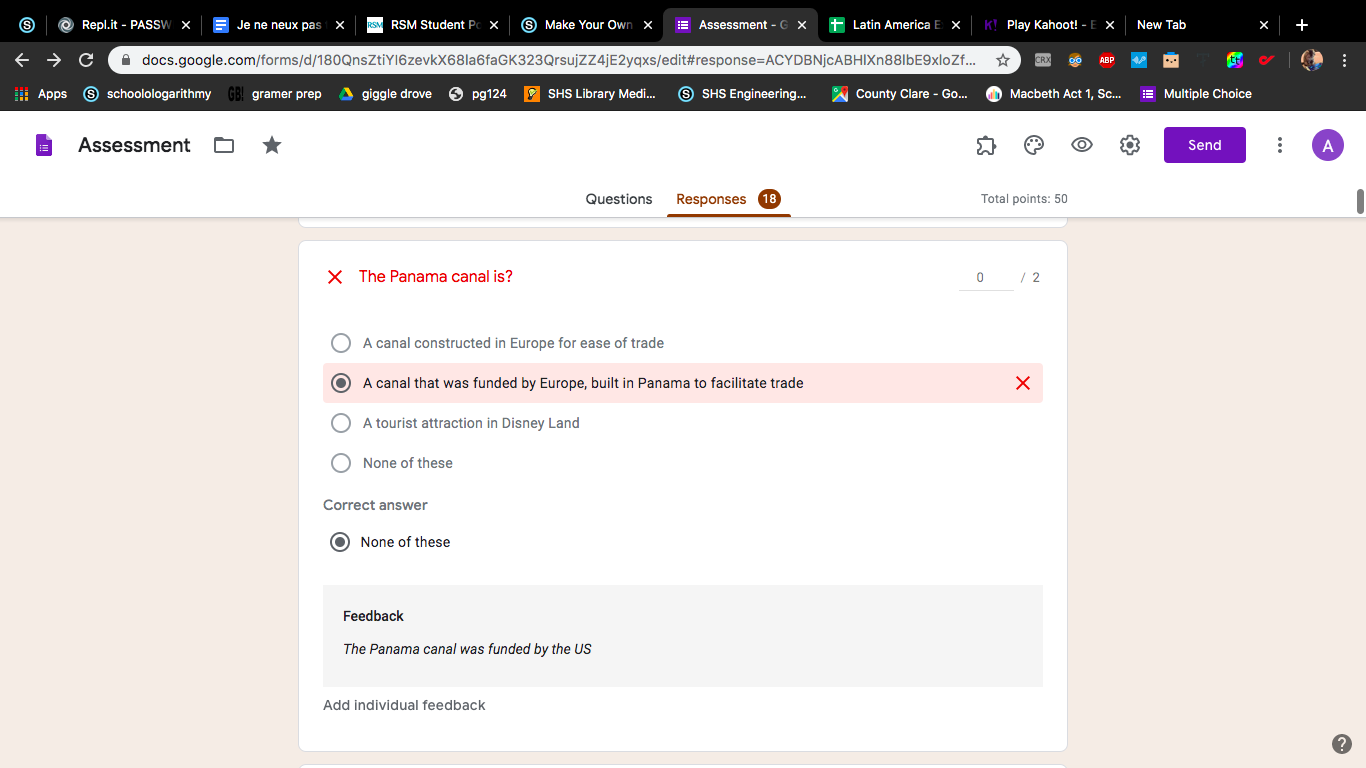 Repl.it - PASSW
Je ne neux pas
RSM Student Po
Make Your Own
Assessment - G
Latin America E
Play Kahoot! - E
New Tab
docs.google.com/forms/d/180QnsZtiYI6zevkX68la6faGK323QrsujZZ4jE2yqxs/edit#response=ACYDBNjcABHlXn88IbE9xloZf...
CRX
ABP
Apps
schoolologarithmy
GB!
gramer prep
giggle drove
pg124
SHS Library Medi...
SHS Engineering...
County Clare - Go...
Macbeth Act 1, Sc...
Multiple Choice
Assessment
Send
A
Questions
Responses 18
Total points: 50
The Panama canal is?
0 / 2
A canal constructed in Europe for ease of trade
A canal that was funded by Europe, built in Panama to facilitate trade
A tourist attraction in Disney Land
None of these
Correct answer
None of these
Feedback
The Panama canal was funded by the US
Add individual feedback